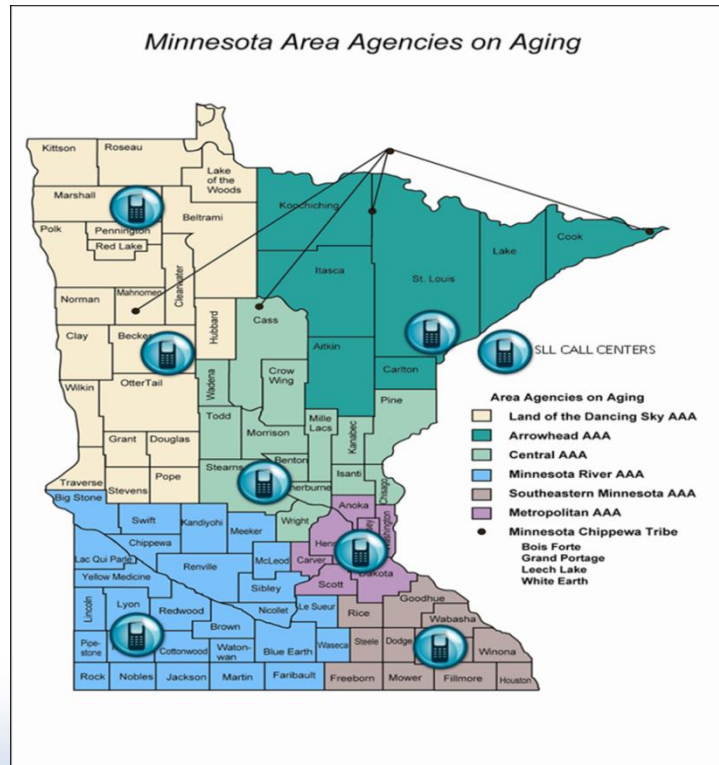 Minnesota Area Agencies on Aging
Kittson
Roseau
Lake
of the
Woods
Marshall
Koochiching
Beltrami
Pennington
Polk
Red Lake
Cook
Lake
Itasca
St. Louis
Clearwater
Norman
Mahnomen
Hubbard
Cass
Clay
Becker
Aitkin
SLL CALL CENTERS
Wadena
Crow
Wing
Carlton
Wilkin
OtterTail
Pine
Todd
Mille
Lacs
Kanabec
Morrison
Grant
Douglas
Benton
Traverse
Stevens
Pope
Stearns
Isanti
Chisago
Big Stone
Anoka
Swift
Kandiyohi
Meeker
Wright
Chippewa
Lac Qui Parle
Renville
McLeod
Carver
Yellow Medicine
Scott
Dakota
Sibley
Goodhue
Lincoln
Lyon
Redwood
Nicollet
Le Sueur
Rice
Wabasha
Brown
Pipe-
stone
Cottonwood
Waton-
wan
Blue Earth
Waseca
Steele
Dodge
Winona
Rock
Nobles
Jackson
Martin
Faribault
Freeborn
Mower
Fillmore
Houston
Area Agencies on Aging
Land of the Dancing Sky AAA
Arrowhead AAA
Central AAA
Minnesota River AAA
Southeastern Minnesota AAA
Metropolitan AAA
Minnesota Chippewa Tribe
Bois Forte
Grand Portage
Leech Lake
White Earth